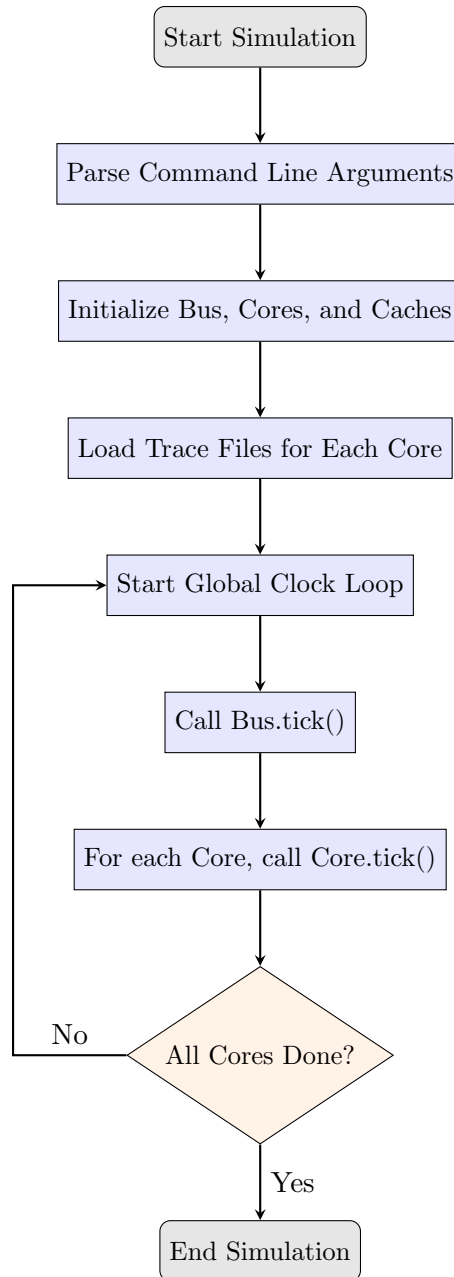 Start Simulation
Parse Command Line Arguments
Initialize Bus, Cores, and Caches
Load Trace Files for Each Core
Start Global Clock Loop
Call Bus.tick()
For each Core, call Core.tick()
No
All Cores Done?
Yes
End Simulation